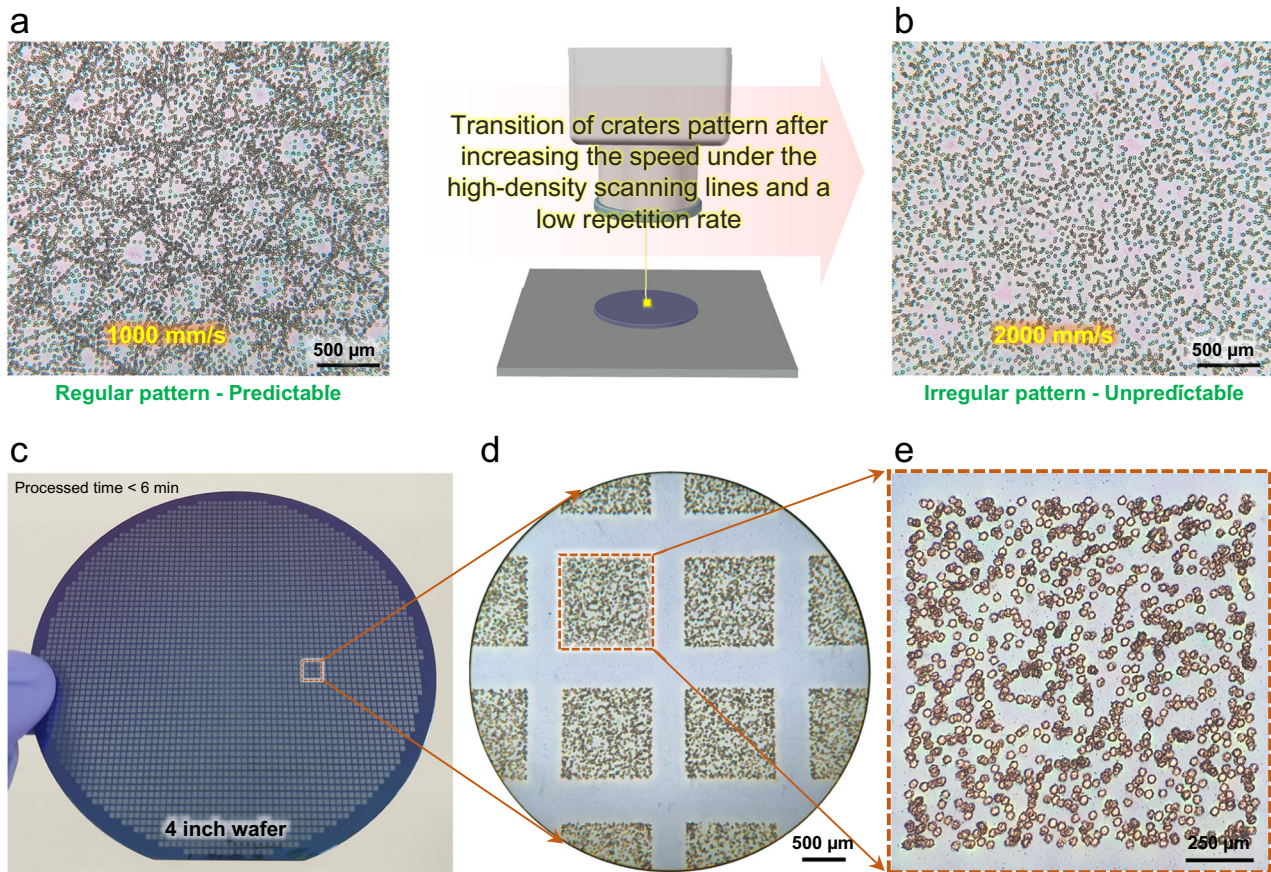 a
b
Transition of craters pattern after
increasing the speed under the
high-density scanning lines and a
low repetition rate
1000 mm/s
500 µm
2000 mm/s
500 µm
Regular pattern - Predictable
Irregular pattern - Unpredictable
c
d
e
Processed time < 6 min
4 inch wafer
500 µm
250 µm